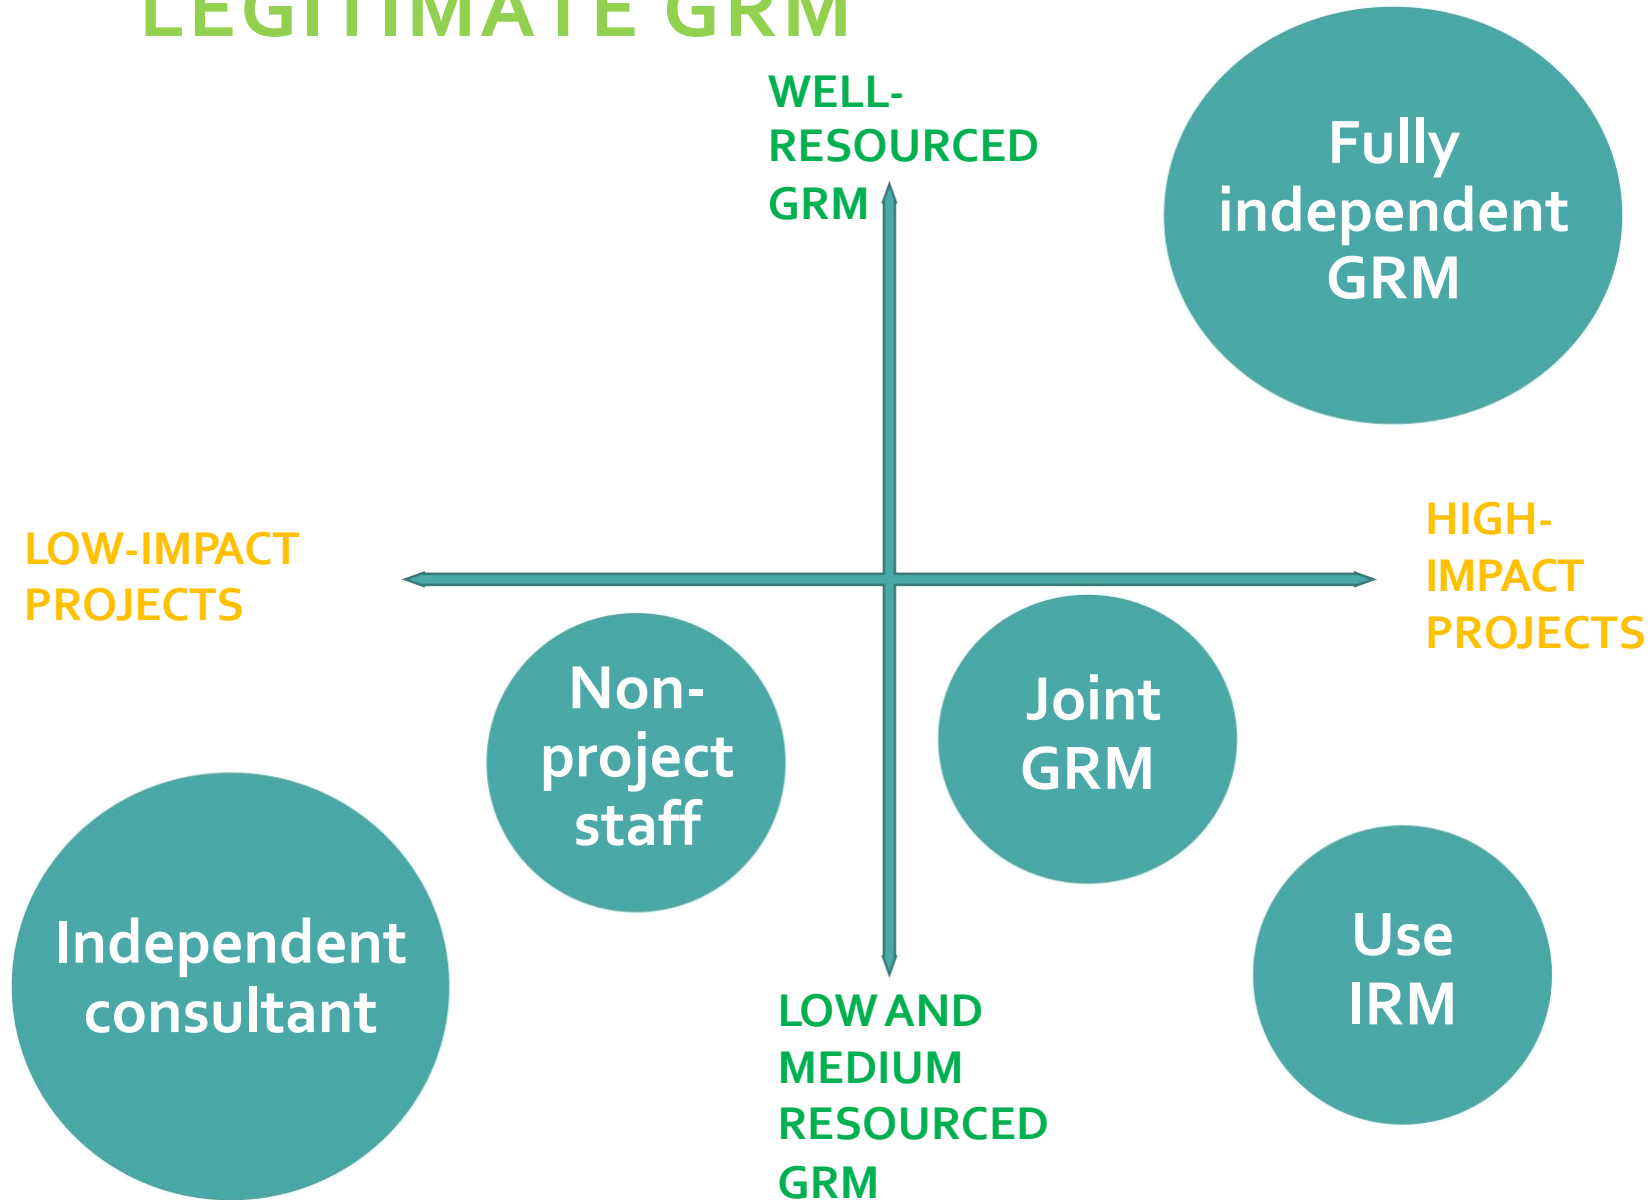 LEGITIMATE GRM
WELL-
RESOURCED
GRM
Fully
independent
GRM
LOW-IMPACT
PROJECTS
HIGH-
IMPACT
PROJECTS
Non-
project
staff
Joint
GRM
Independent
consultant
Use
IRM
LOW AND
MEDIUM
RESOURCED
GRM